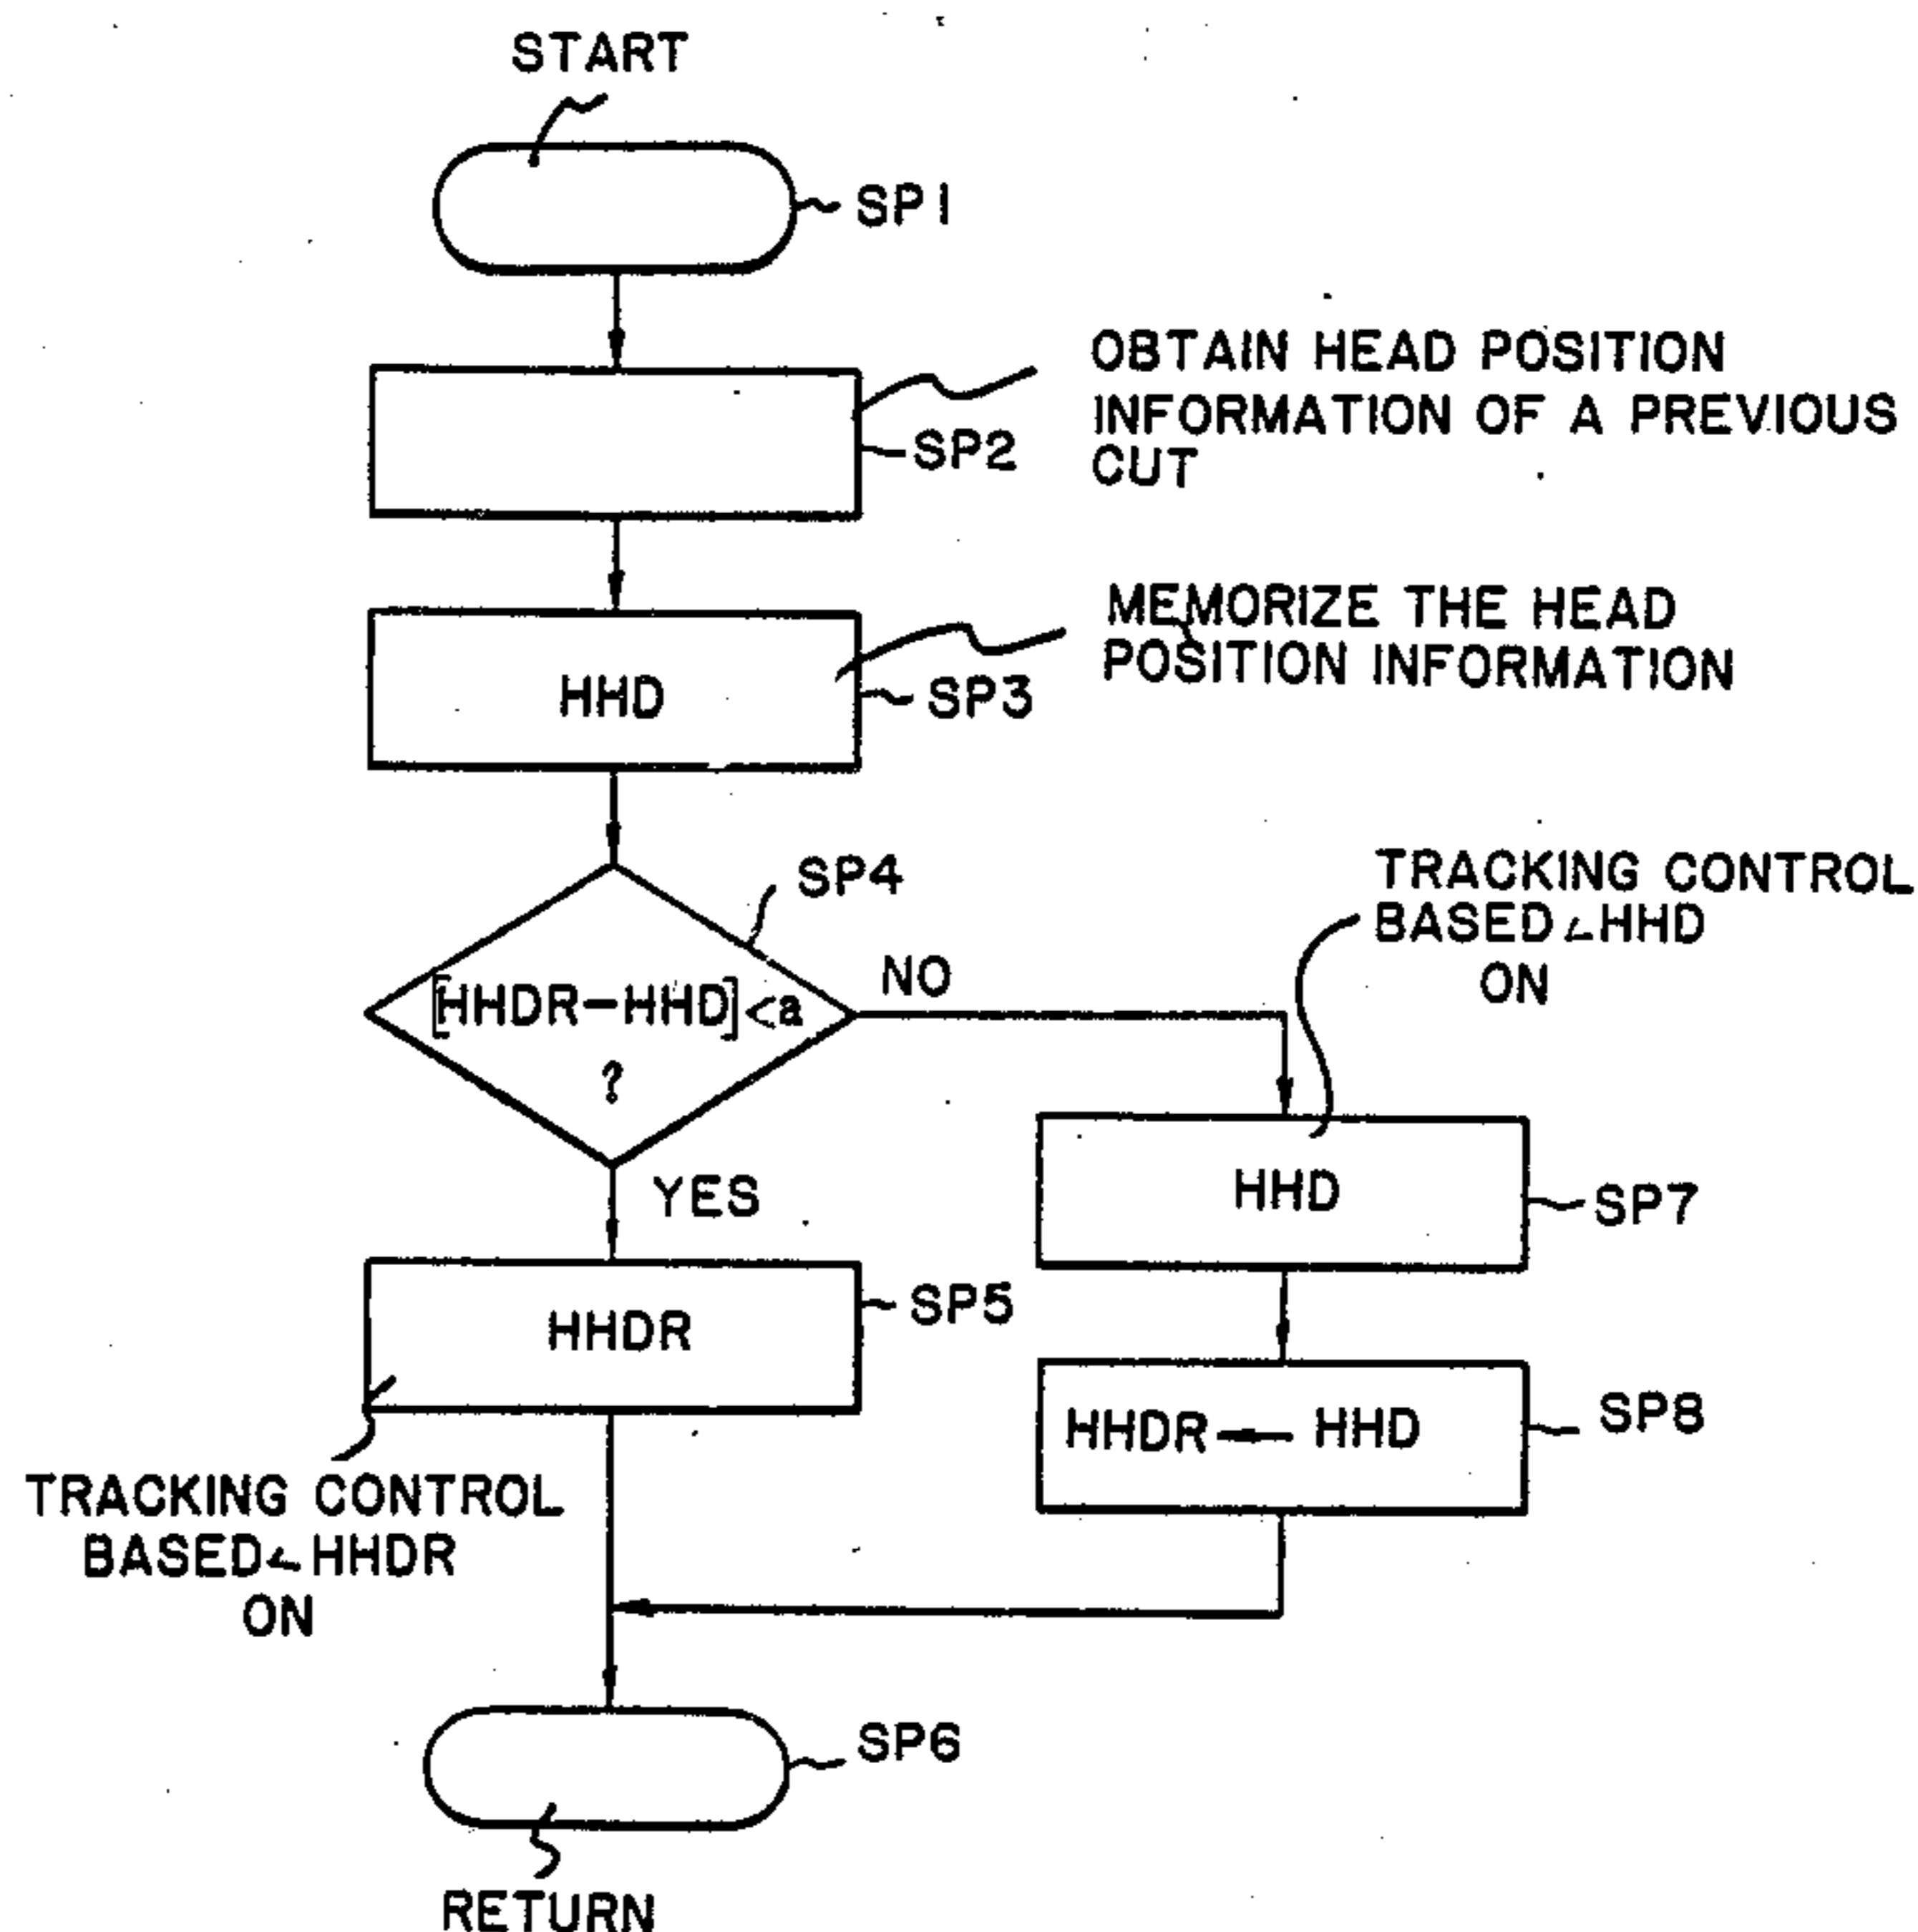 START
SP1
OBTAIN HEAD POSITION
INFORMATION OF A PREVIOUS
CUT
SP2
MEMORIZE THE HEAD
POSITION INFORMATION
HHD
SP3
SP4
[HHDR-HHD]<a
?
NO
YES
TRACKING CONTROL
BASED HHD
ON
HHD
SP7
HHDR
SP5
HHDR ← HHD
SP8
TRACKING CONTROL
BASED HHDR
ON
SP6
RETURN